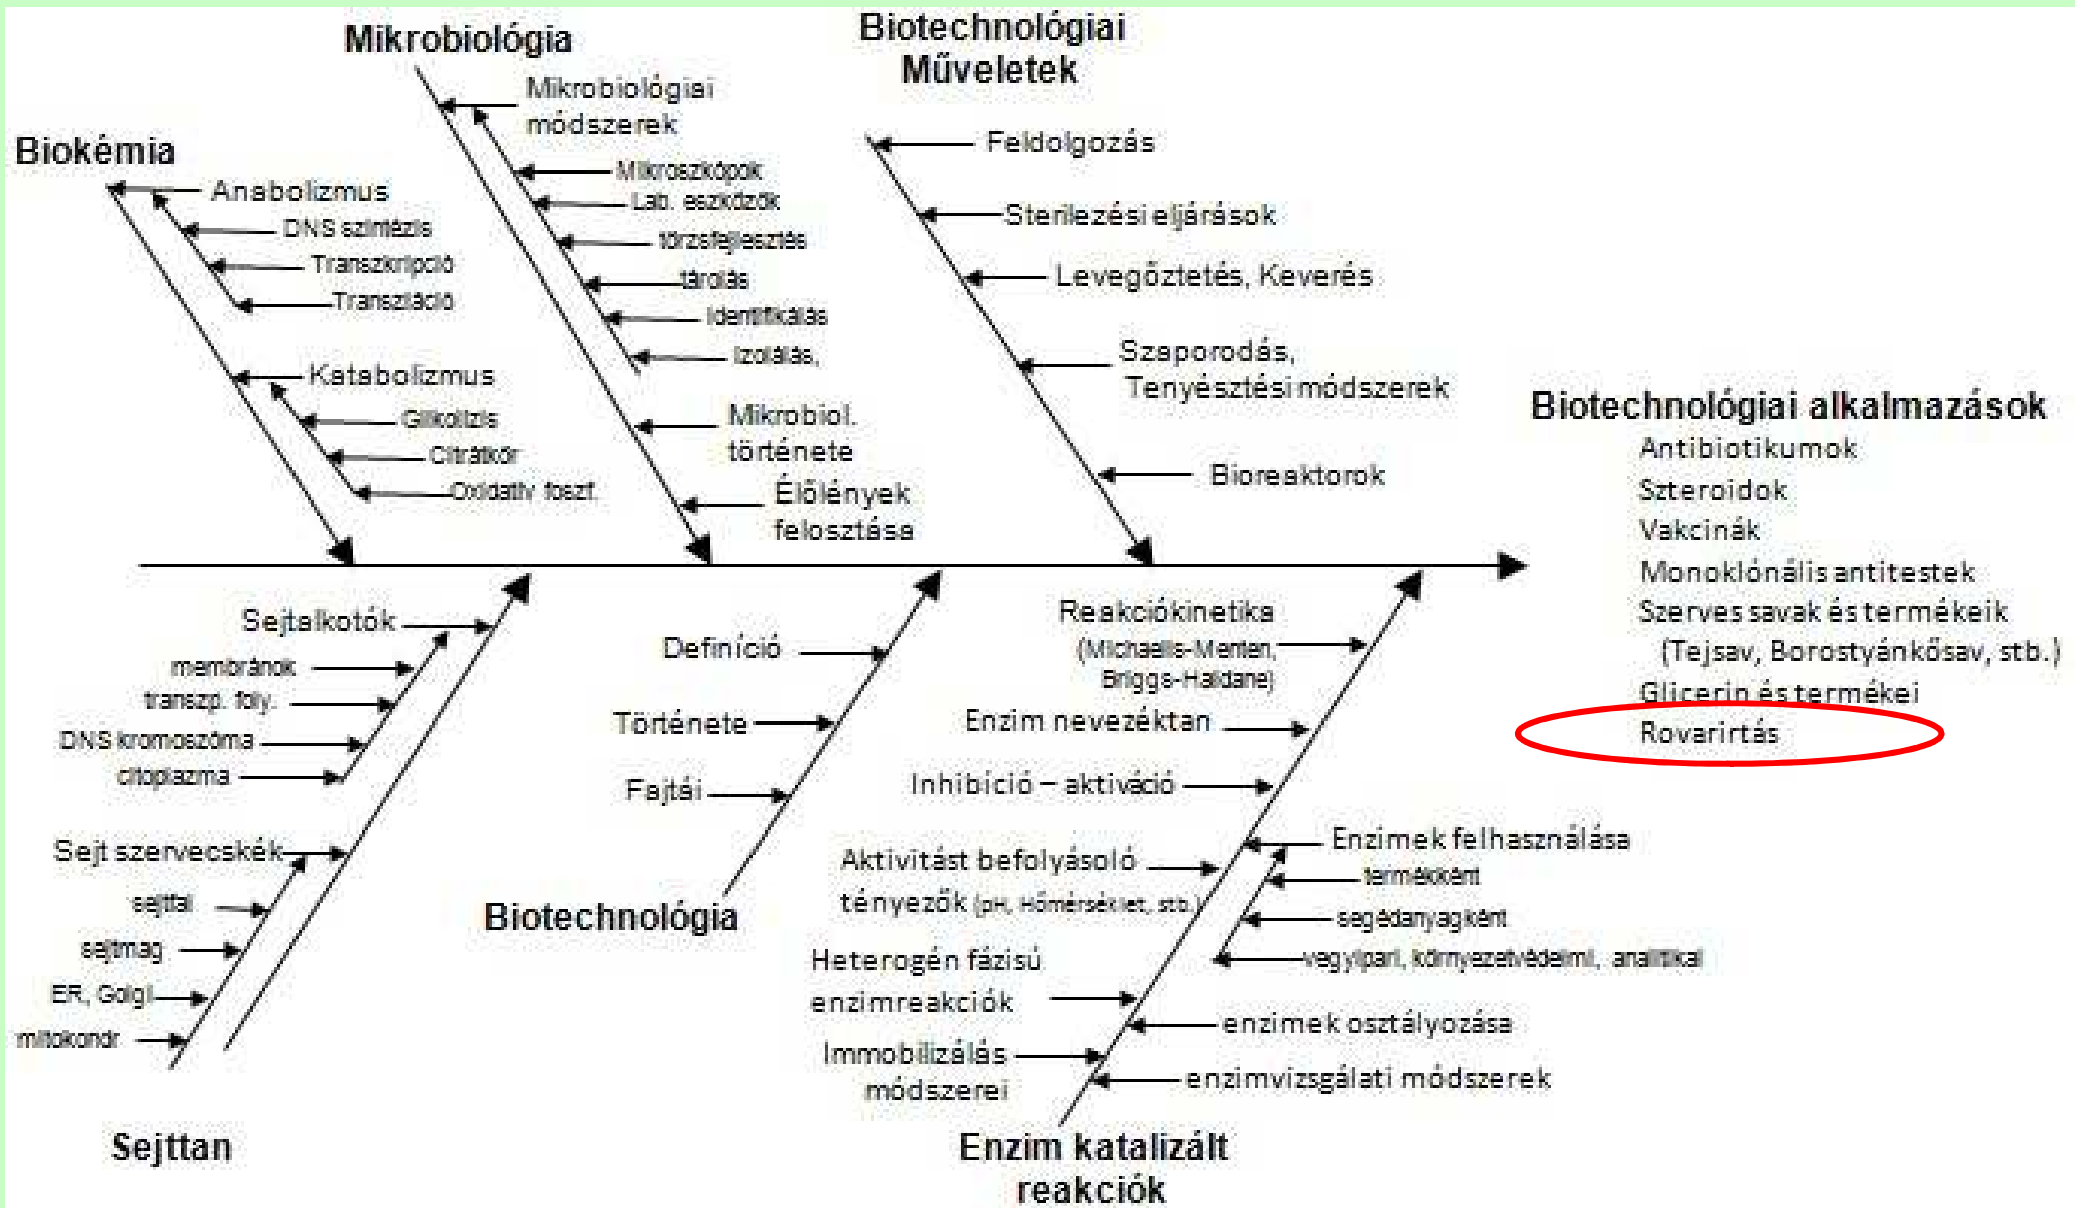 Mikrobiológia
Mikrobiológiai
módszerek
Mikroszkópok
Lab. eszközök
törzsfejlesztés
tárolás
Identifikálás
Izolálás,
Mikrobiol.
története
Élőlények
felosztása
Biotechnológiai
Műveletek
Feldolgozás
Sterilezési eljárások
Levegőztetés, Keverés
Szaporodás,
Tenyésztési módszerek
Bioreaktorok
Biokémia
Anabolizmus
DNS szintézis
Transzkripció
Transzláció
Katabolizmus
Glikolízis
Citrátkör
Oxidatív foszf.
Biotechnológiai alkalmazások
Antibiotikumok
Szteroidok
Vakcinák
Monoklónális antitestek
Szerves savak és termékeik
(Tejsav, Borostyánkősav, stb.)
Glicerin és termékei
Rovarirtás
Sejtalkotók
membránok
transzp. foly.
DNS kromoszóma
citoplazma
Sejt szervecskék
sejtfal
sejtmag
ER, Golgi
mitokondr
Sejttan
Definíció
Története
Fajtái
Biotechnológia
Reakciókinetika
(Michaelis-Menten,
Briggs-Haldane)
Enzim nevezéktan
Inhibíció – aktiváció
Aktivitást befolyásoló
tényezők (pH, Hőmérséklet, stb.)
Heterogén fázisú
enzimreakciók
Immobilizálás
módszerei
Enzimek felhasználása
termékként
segédanyagként
vegyipari, környezetvédelmi, analitikai
enzimek osztályozása
enzimvizsgálati módszerek
Enzim katalizált
reakciók